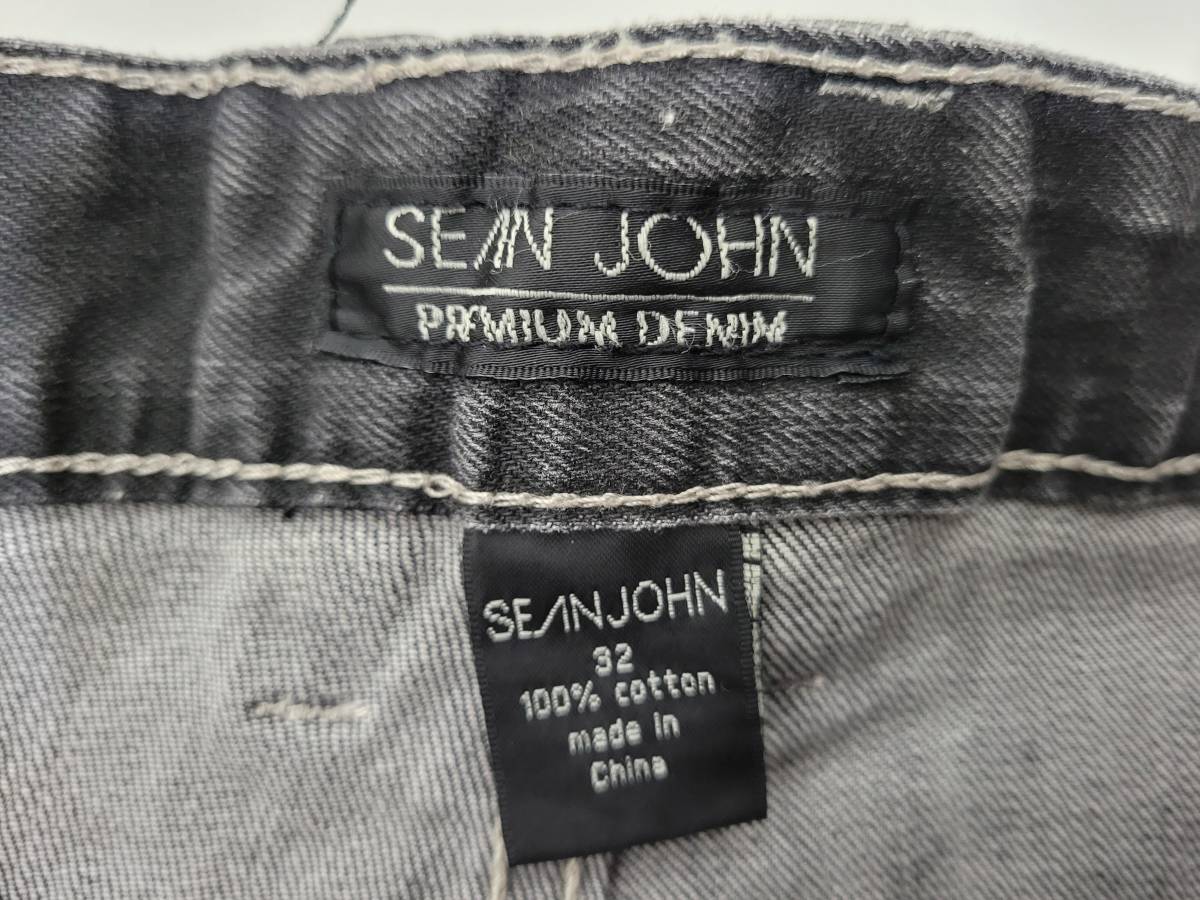 SEAN JOHN
PREMIUM DENIM
SEANJOHN
32
100% cotton
made in
China